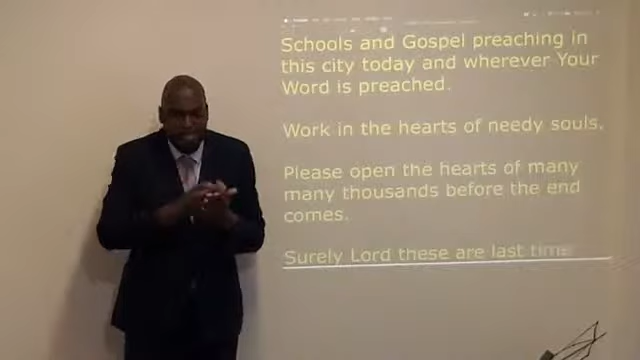 Schools and Gospel preaching in
this city today and wherever Your
Word is preached.
Work in the hearts of needy souls.
Please open the hearts of many
many thousands before the end
comes.
Surely Lord these are last time